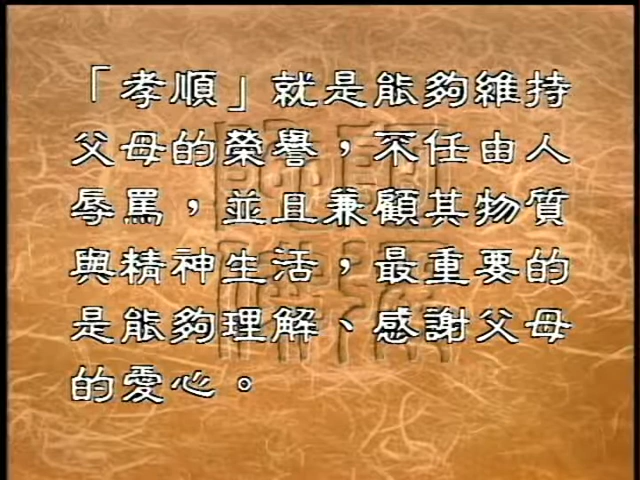 「孝順」就是能夠維持
父母的榮譽，不任由人
辱罵，並且兼顧其物質
與精神生活，最重要的
是能夠理解、感謝父母
的愛心。